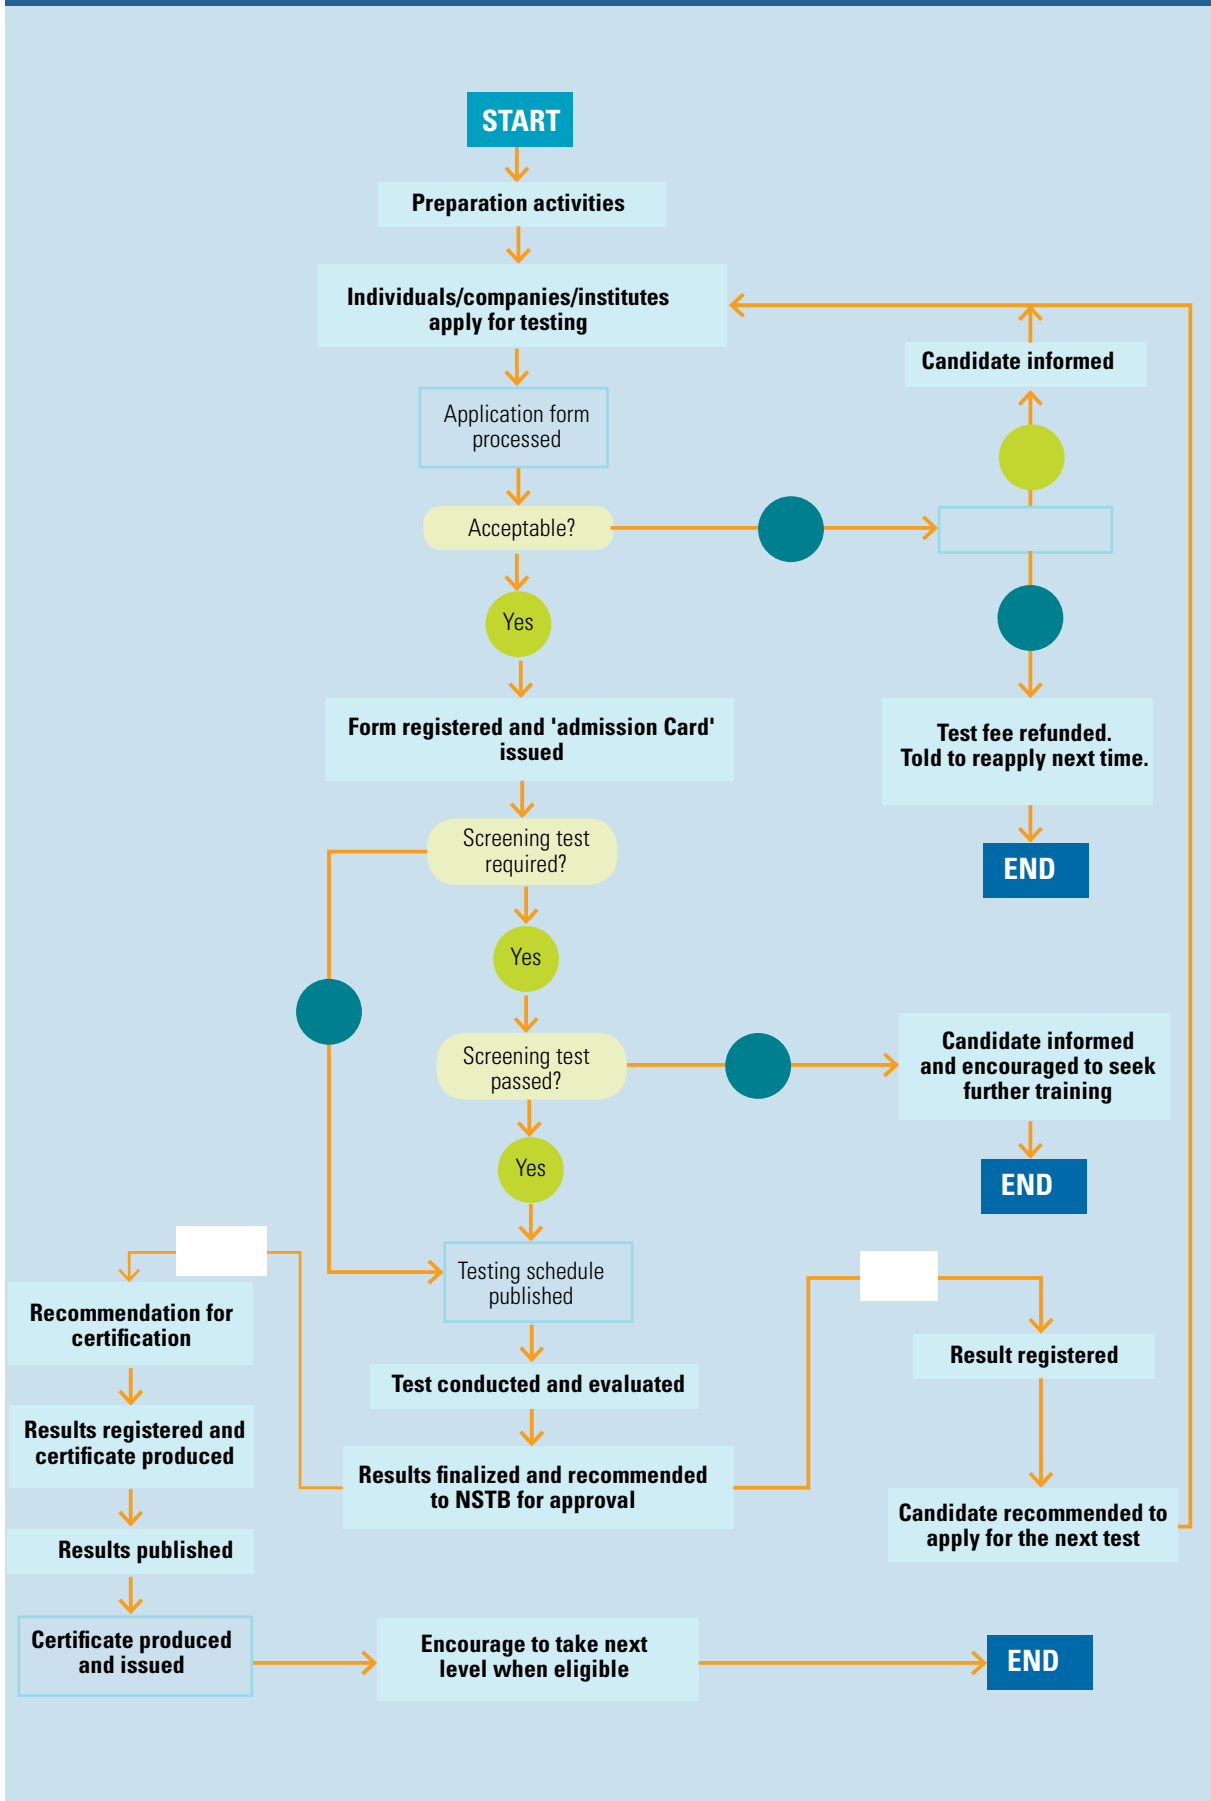 START
Preparation activities
Individuals/companies/institutes
apply for testing
Candidate informed
Application form
processed
Acceptable?
Yes
Form registered and 'admission Card'
issued
Test fee refunded.
Told to reapply next time.
END
Screening test
required?
Yes
Screening test
passed?
Candidate informed
and encouraged to seek
further training
Yes
END
Testing schedule
published
Recommendation for
certification
Result registered
Test conducted and evaluated
Results registered and
certificate produced
Results finalized and recommended
to NSTB for approval
Candidate recommended to
apply for the next test
Results published
Certificate produced
and issued
Encourage to take next
level when eligible
END